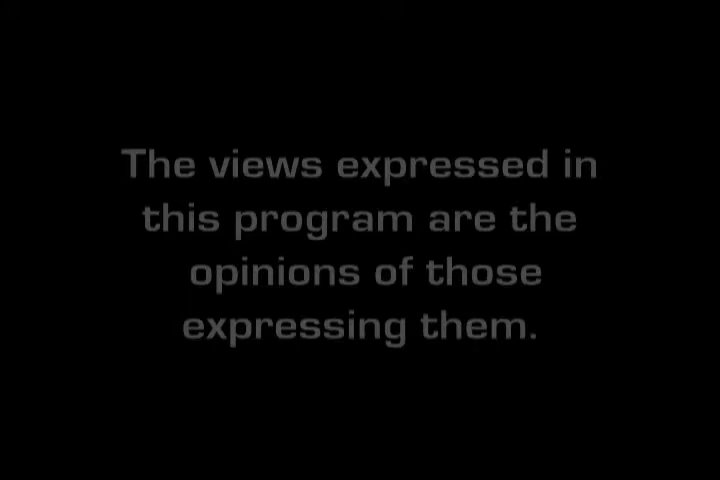 The views expressed in
this program are the
opinions of those
expressing them.